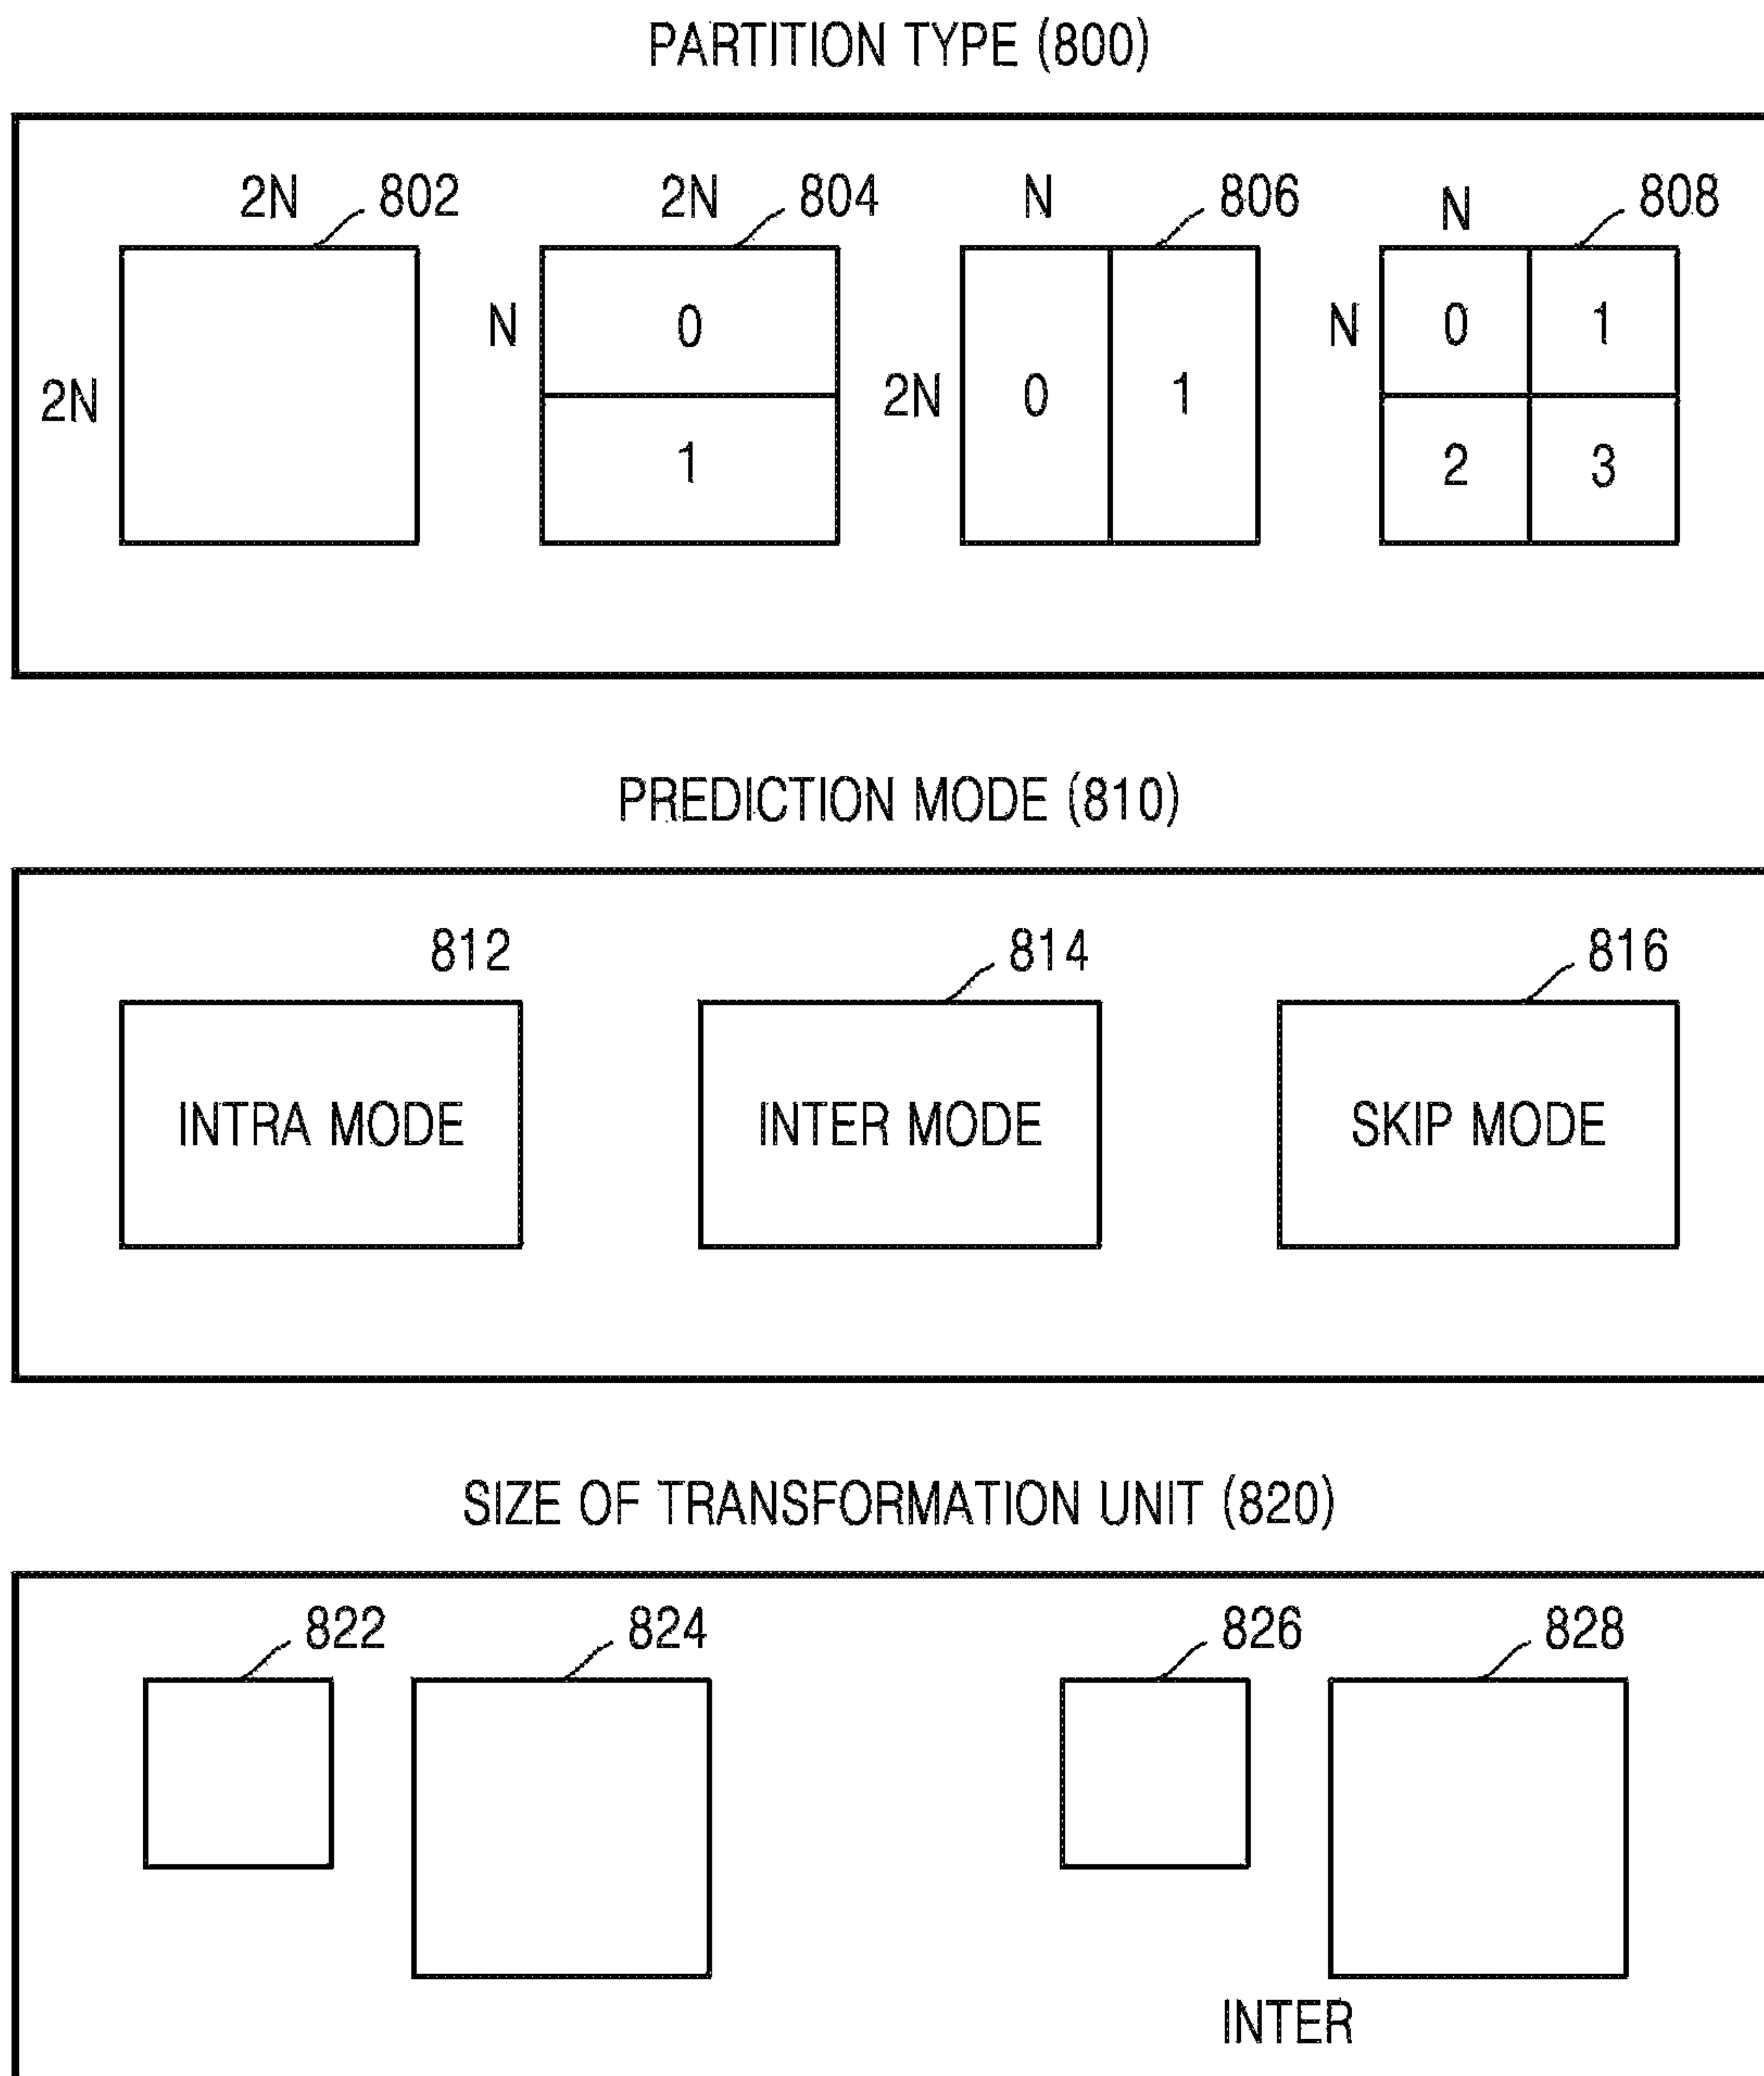 PARTITION TYPE (800)
2N 802 2N 804 N 806 N 808
N 0 N 0 1
2N 2N 0 1
1 2 3
PREDICTION MODE (810)
812 814 816
INTRA MODE INTER MODE SKIP MODE
SIZE OF TRANSFORMATION UNIT (820)
822 824 826 828
INTER